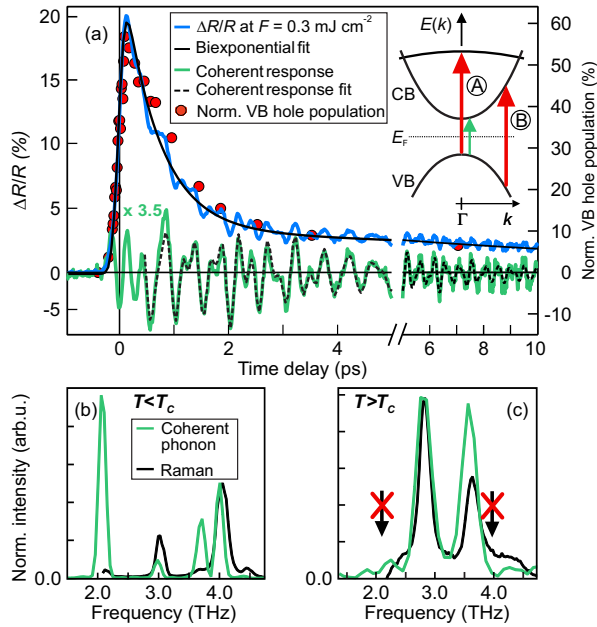 (a)
ΔR/R at F = 0.3 mJ cm⁻²
Biexponential fit
Coherent response
Coherent response fit
Norm. VB hole population
E(k)
CB
E_F
VB
A
B
Γ
k
x 3.5
20
15
10
5
0
-5
ΔR/R (%)
60
50
40
30
20
10
0
-10
Norm. VB hole population (%)
0
2
4
6
8
10
Time delay (ps)
(b)
T<T_C
Coherent
phonon
Raman
Norm. intensity (arb.u.)
0.0
2.0
3.0
4.0
Frequency (THz)
T>T_C
(c)
0.0
2.0
3.0
4.0
Frequency (THz)